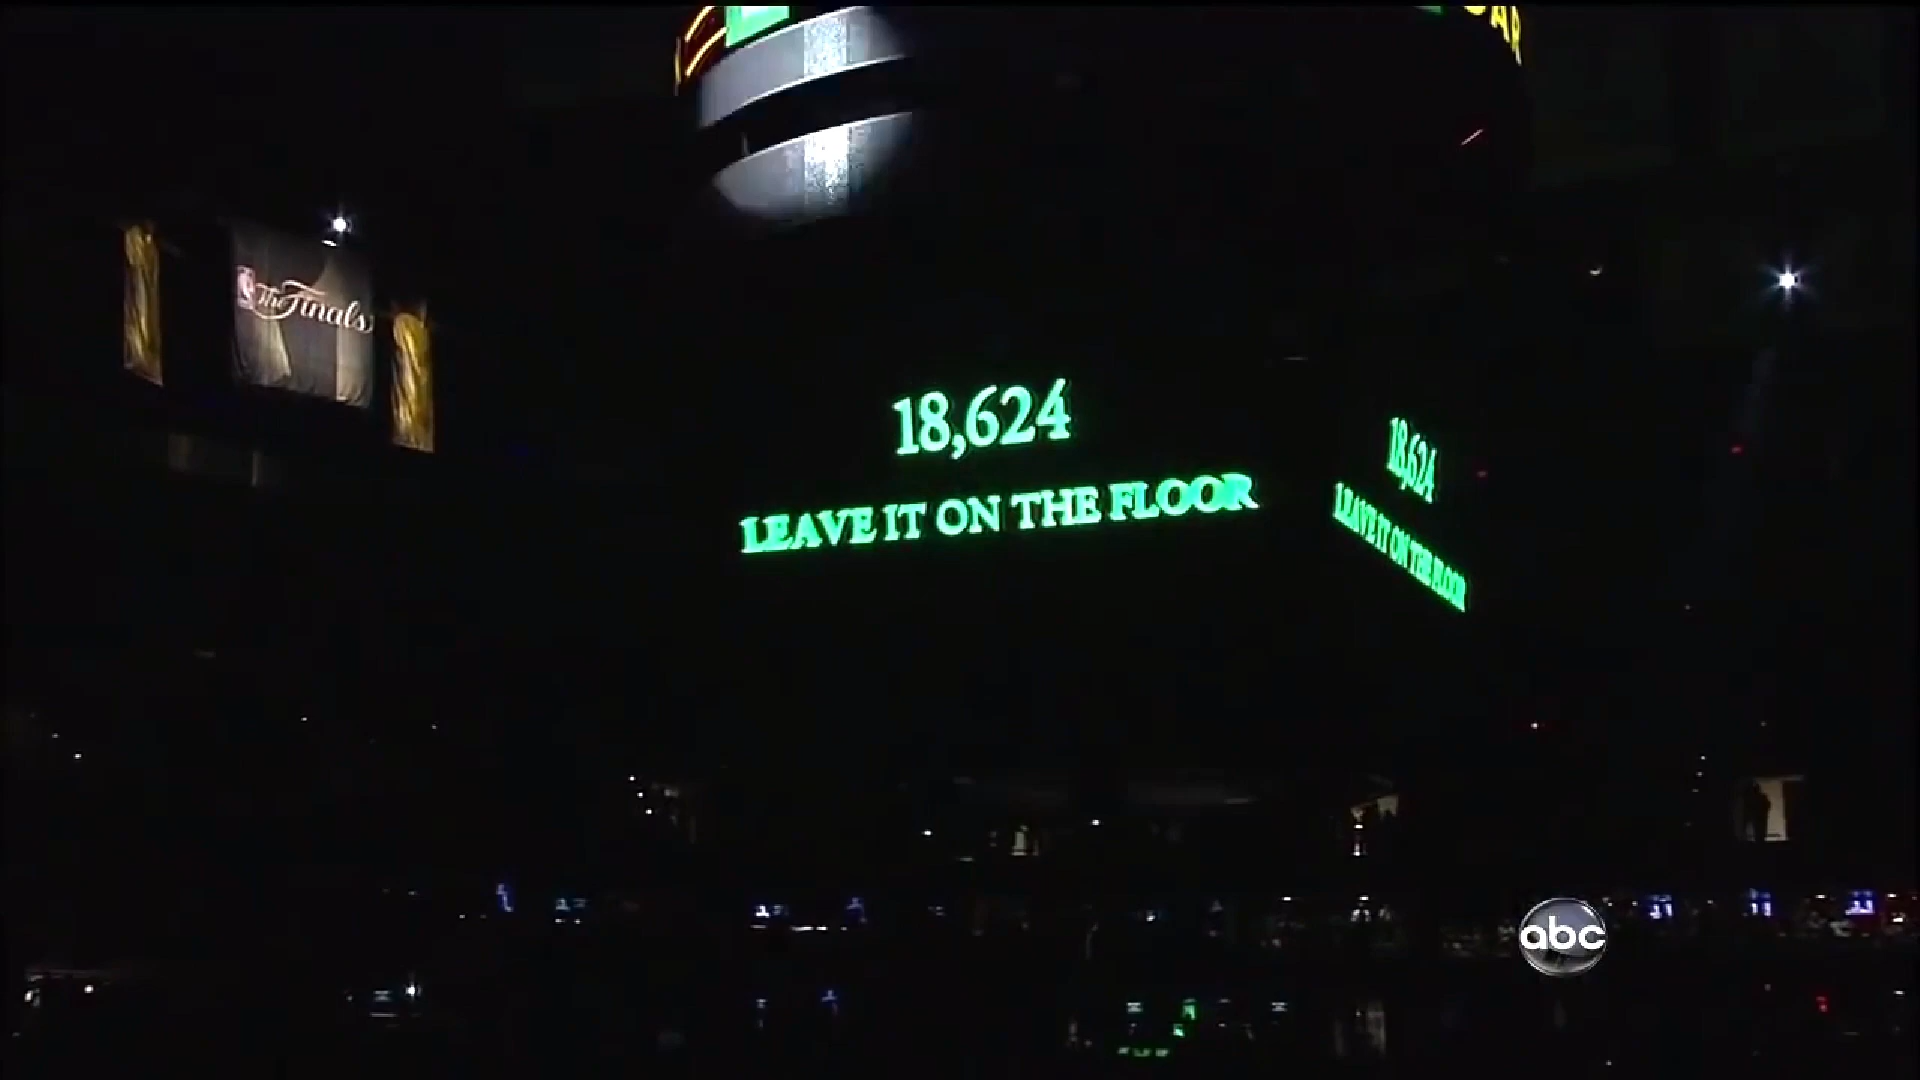 The Finals
18,624
LEAVE IT ON THE FLOOR
18,624
LEAVE IT ON THE FLOOR
abc